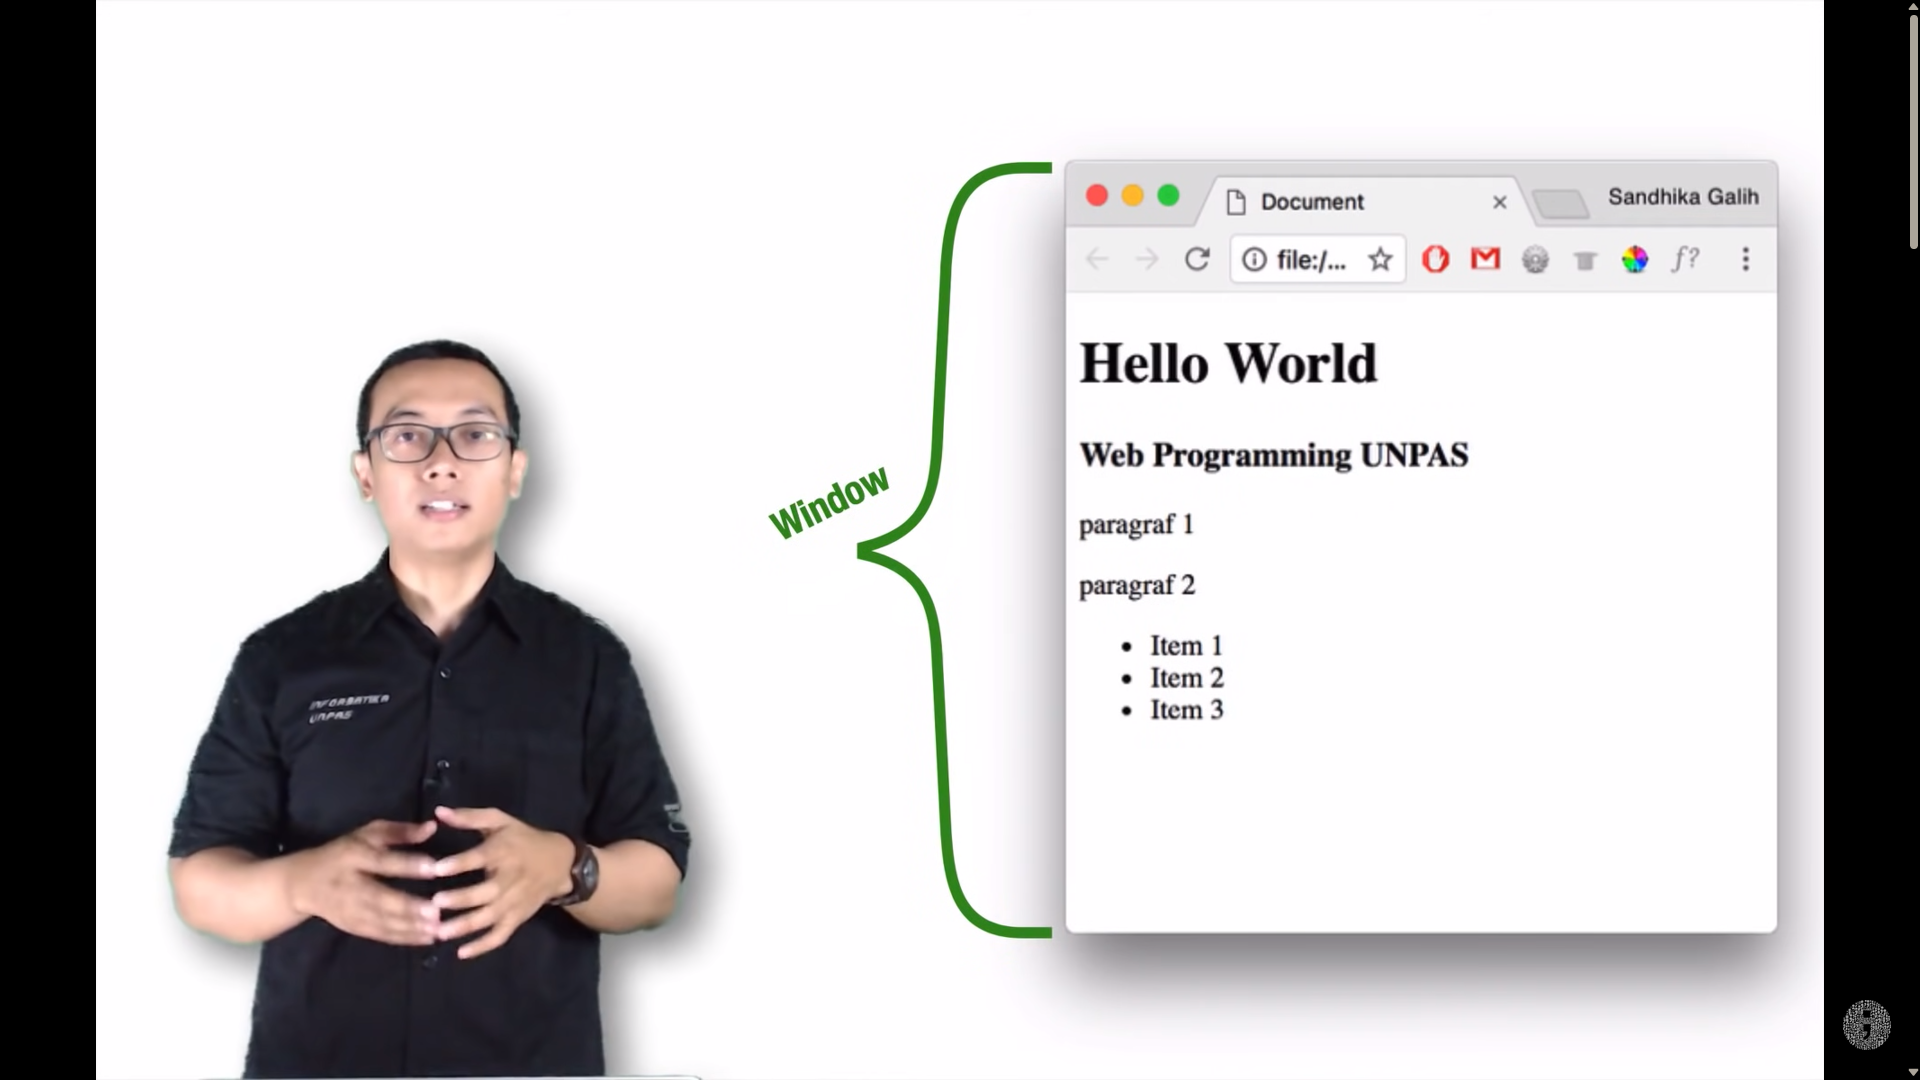 Document
Sandhika Galih
file:/...
f?
Hello World
Web Programming UNPAS
paragraf 1
paragraf 2
Item 1
Item 2
Item 3
Window
INFORMATIKA
UNPAS